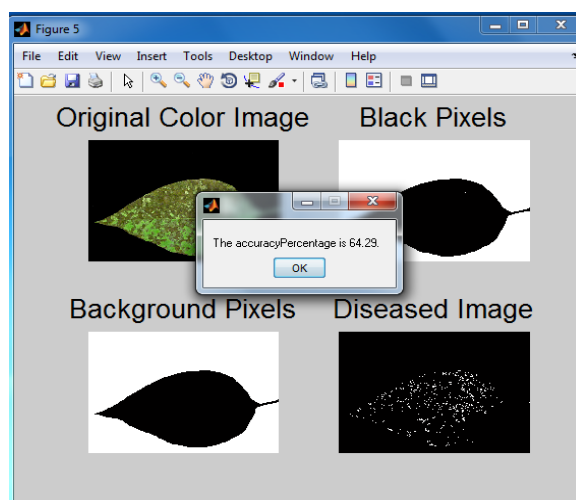 Figure 5
File Edit View Insert Tools Desktop Window Help
Original Color Image Black Pixels
The accuracyPercentage is 64.29.
OK
Background Pixels Diseased Image